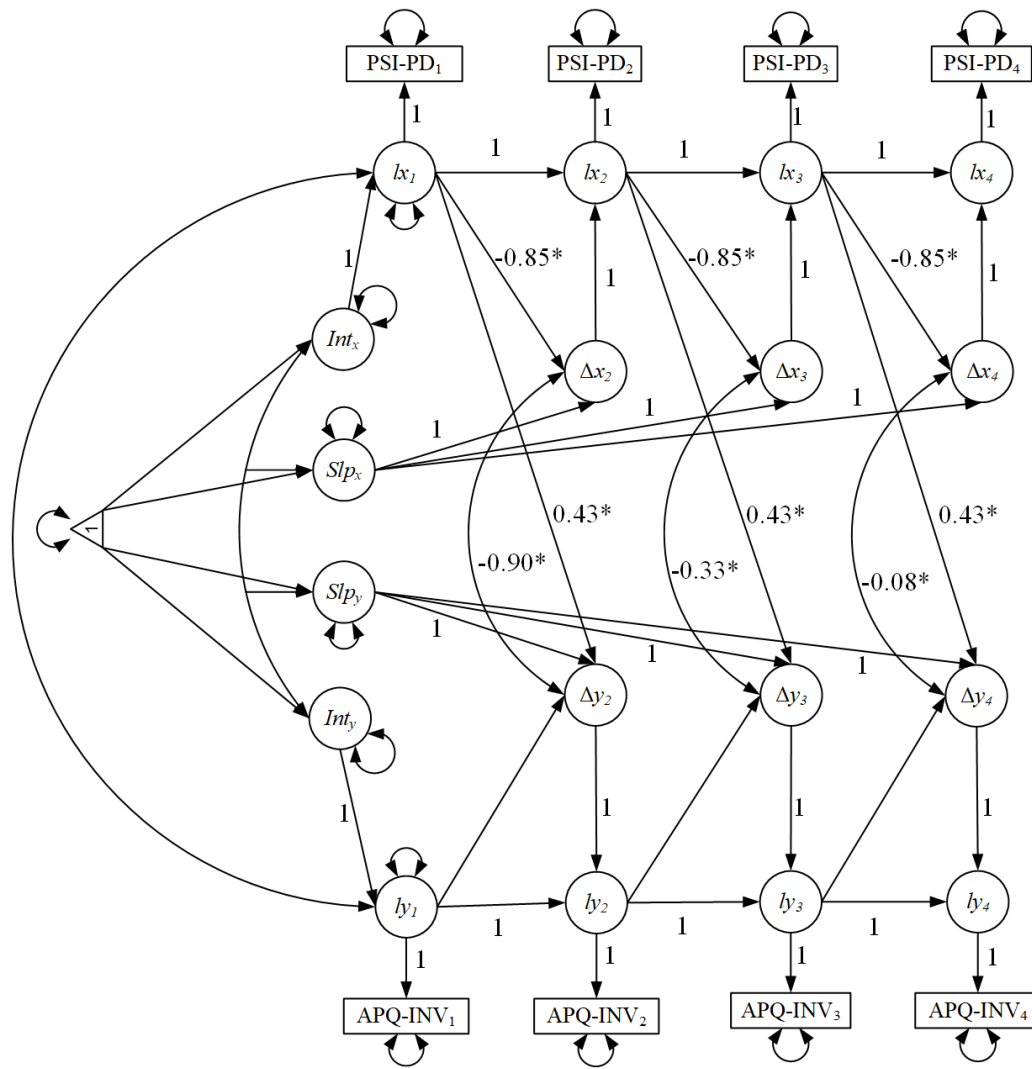 PSI-PD₁ PSI-PD₂ PSI-PD₃ PSI-PD₄
1 1 1 1
1 1 1
lx₁ lx₂ lx₃ lx₄
-0.85* -0.85* -0.85*
1 1 1 1
Intₓ
Δx₂ Δx₃ Δx₄
1 1 1
Slpₓ
1
0.43* 0.43* 0.43*
-0.90* -0.33* -0.08*
Slpᵧ
1 1 1
Intᵧ
Δy₂ Δy₃ Δy₄
1 1 1 1
ly₁ ly₂ ly₃ ly₄
1 1 1
1 1 1 1
APQ-INV₁ APQ-INV₂ APQ-INV₃ APQ-INV₄